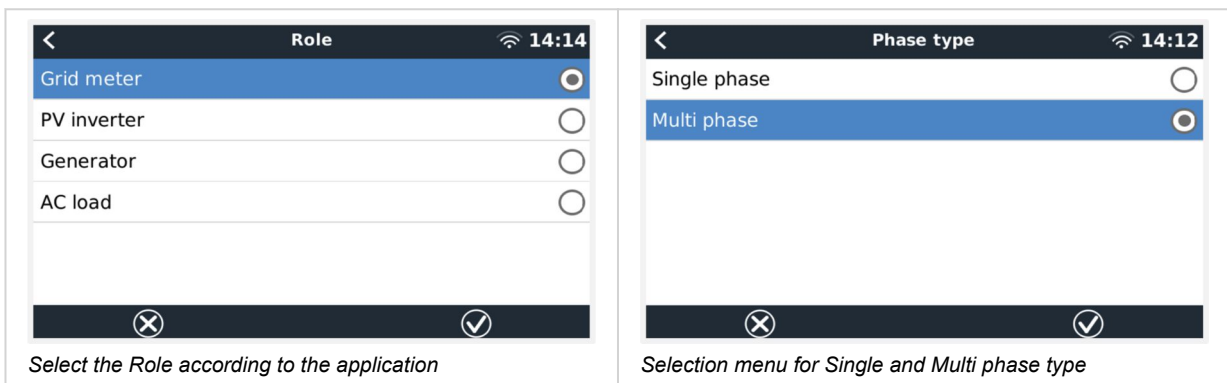 Role 14:14
Grid meter
PV inverter
Generator
AC load
Select the Role according to the application
Phase type 14:12
Single phase
Multi phase
Selection menu for Single and Multi phase type